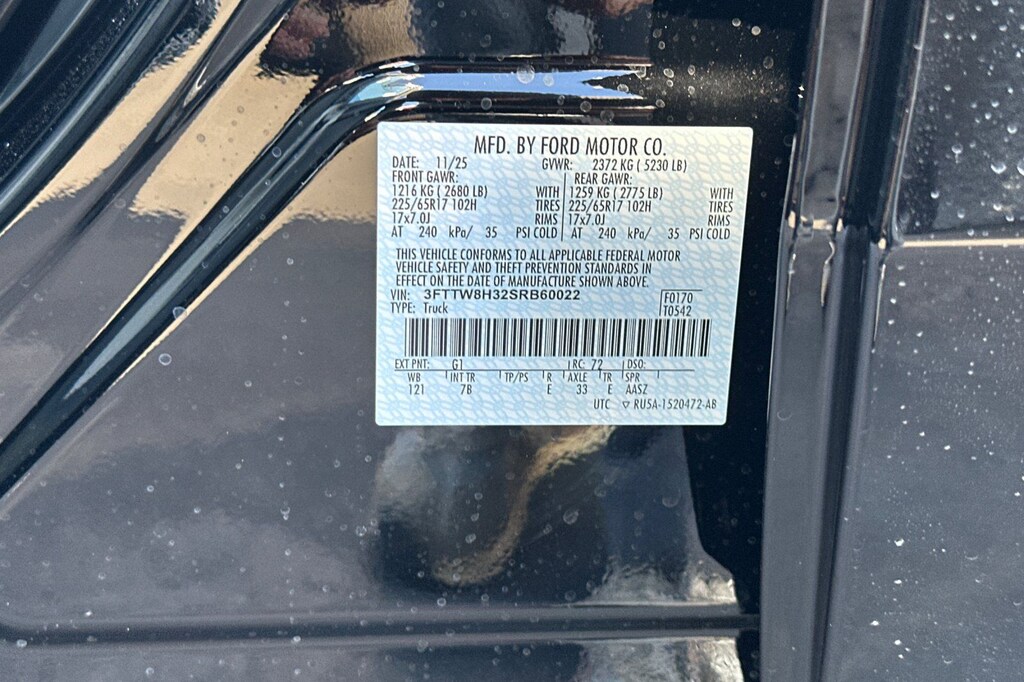 MFD. BY FORD MOTOR CO.
DATE: 11/25 GVWR: 2372 KG ( 5230 LB)
FRONT GAWR: REAR GAWR:
1216 KG ( 2680 LB) WITH 1259 KG ( 2775 LB) WITH
225/65R17 102H TIRES 225/65R17 102H TIRES
17x7.0J RIMS 17x7.0J RIMS
AT 240 kPa/ 35 PSI COLD AT 240 kPa/ 35 PSI COLD
THIS VEHICLE CONFORMS TO ALL APPLICABLE FEDERAL MOTOR
VEHICLE SAFETY AND THEFT PREVENTION STANDARDS IN
EFFECT ON THE DATE OF MANUFACTURE SHOWN ABOVE.
VIN: 3FTTW8H32SRB60022 F0170
TYPE: Truck T0542
EXT PNT: G1 RC: 72 DSO:
WB INT TR TP/PS R AXLE TR SPR
121 7B E 33 E AASZ
UTC ▽ RU5A-1520472-AB